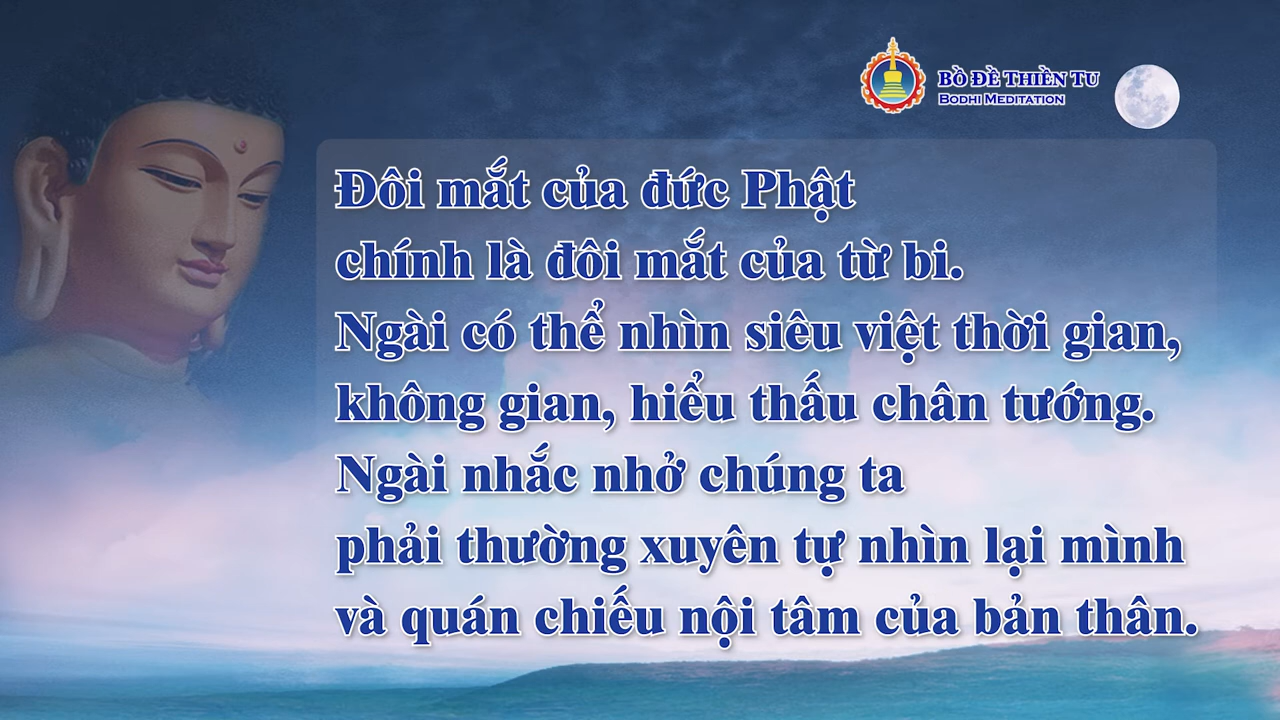 BỒ ĐỀ THIỀN TU
BODHI MEDITATION
Đôi mắt của đức Phật
chính là đôi mắt của từ bi.
Ngài có thể nhìn siêu việt thời gian,
không gian, hiểu thấu chân tướng.
Ngài nhắc nhở chúng ta
phải thường xuyên tự nhìn lại mình
và quán chiếu nội tâm của bản thân.